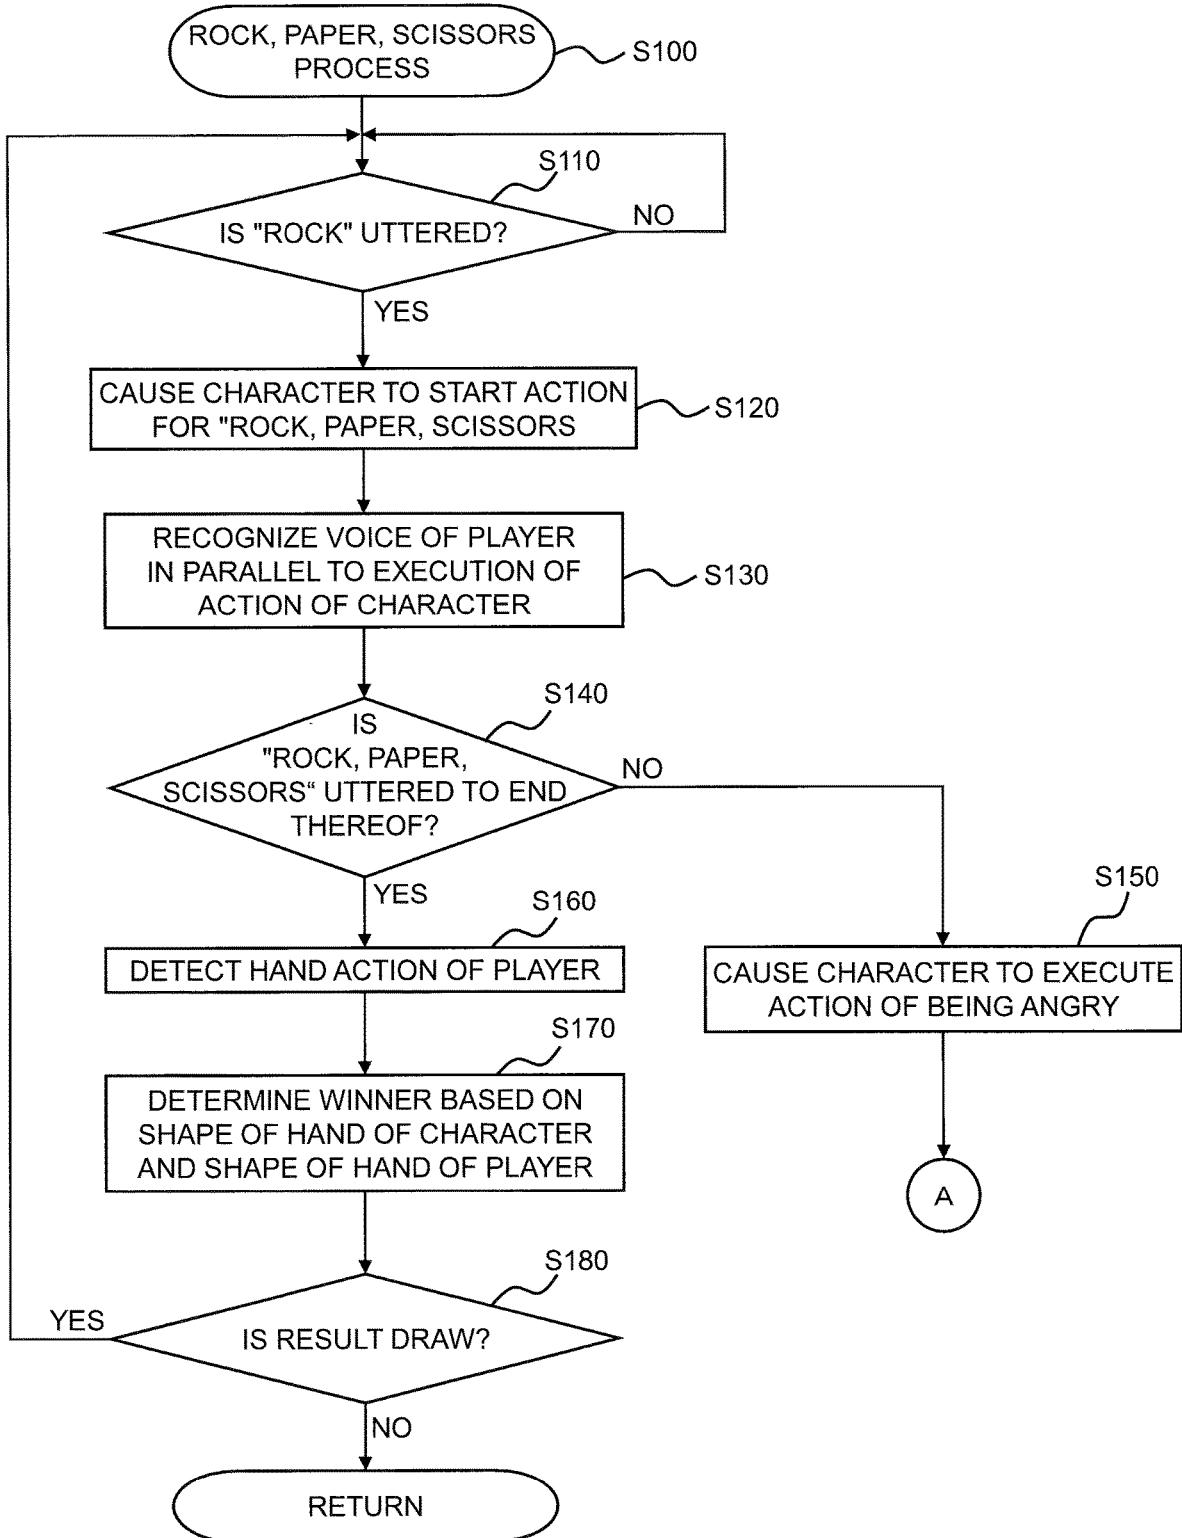 ROCK, PAPER, SCISSORS
PROCESS
S100
S110
IS "ROCK" UTTERED?
NO
YES
CAUSE CHARACTER TO START ACTION
FOR "ROCK, PAPER, SCISSORS
S120
RECOGNIZE VOICE OF PLAYER
IN PARALLEL TO EXECUTION OF
ACTION OF CHARACTER
S130
S140
IS
"ROCK, PAPER,
SCISSORS“ UTTERED TO END
THEREOF?
NO
YES
S150
CAUSE CHARACTER TO EXECUTE
ACTION OF BEING ANGRY
A
S160
DETECT HAND ACTION OF PLAYER
S170
DETERMINE WINNER BASED ON
SHAPE OF HAND OF CHARACTER
AND SHAPE OF HAND OF PLAYER
S180
YES
IS RESULT DRAW?
NO
RETURN